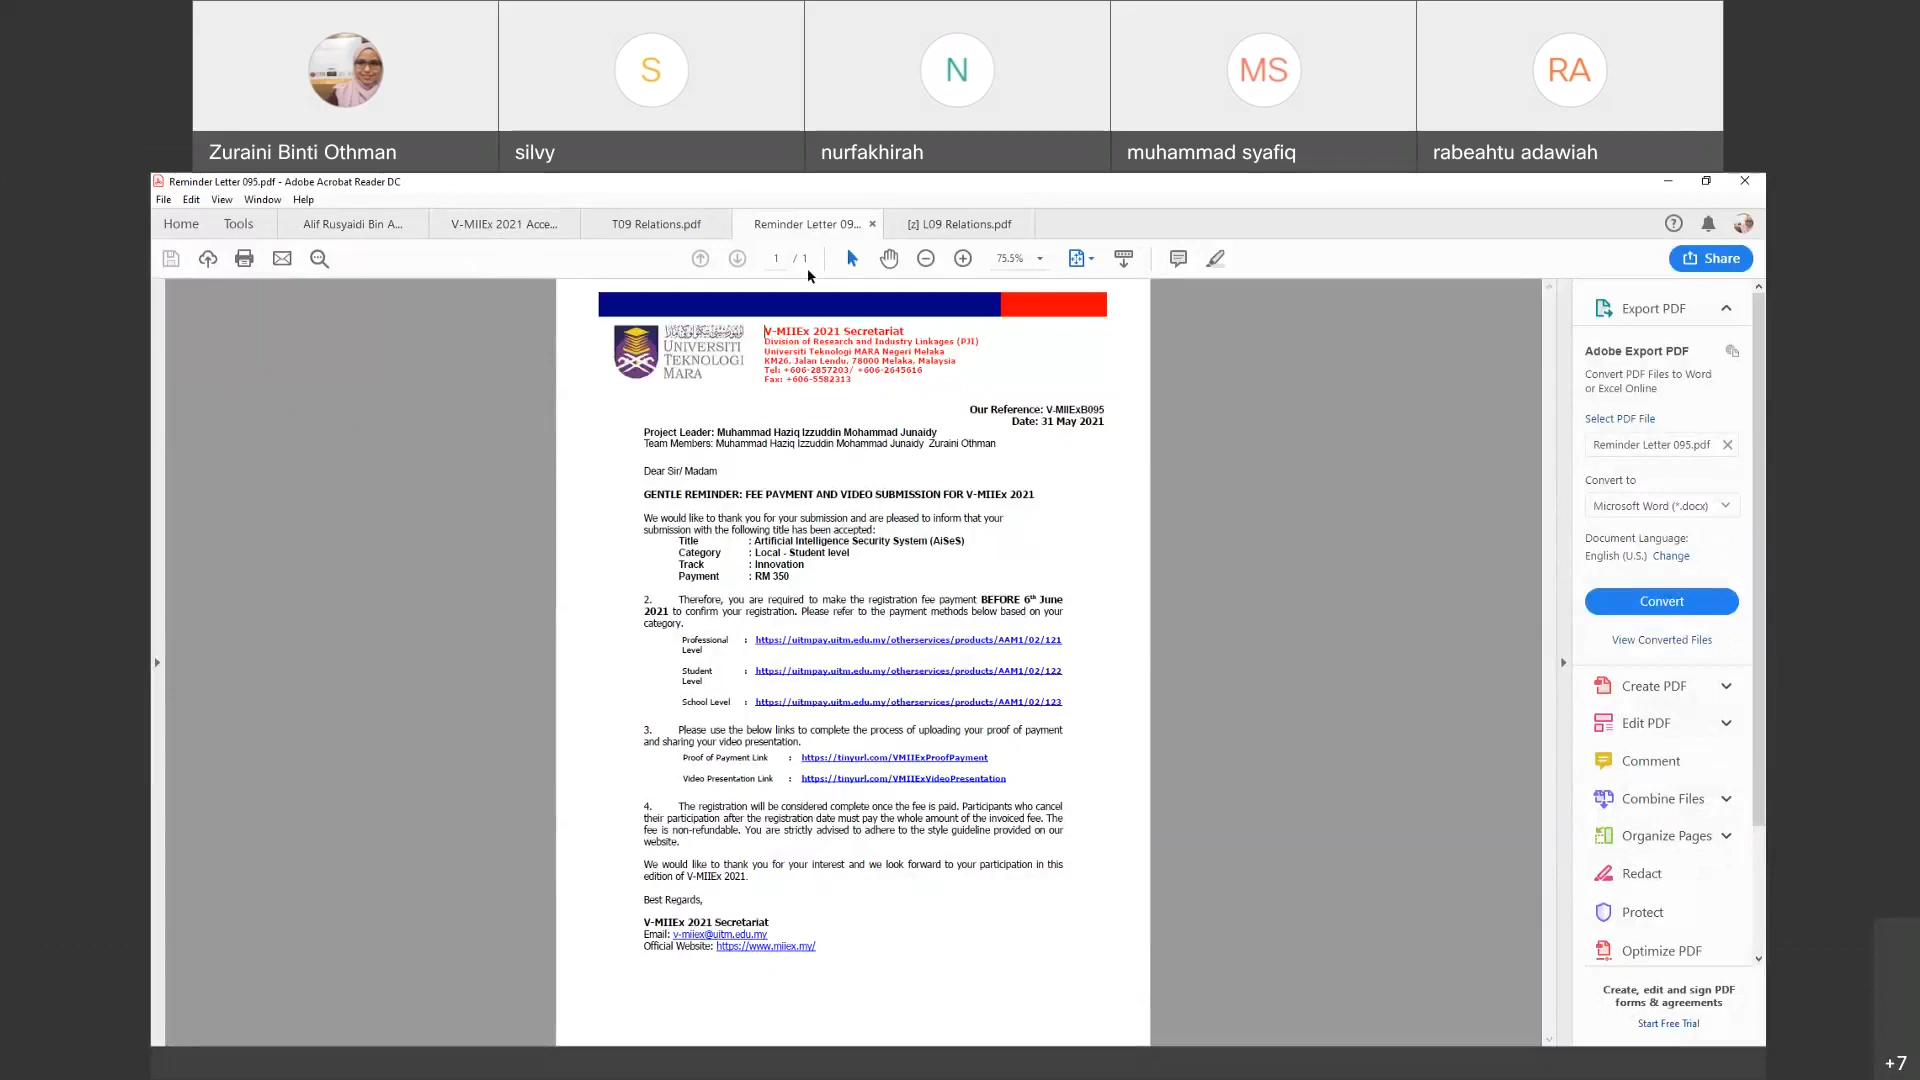 S
N
MS
RA
Zuraini Binti Othman
silvy
nurfakhirah
muhammad syafiq
rabeahtu adawiah
Reminder Letter 095.pdf - Adobe Acrobat Reader DC
File Edit View Window Help
Home Tools Alif Rusyaidi Bin A... V-MIIEx 2021 Acce... T09 Relations.pdf Reminder Letter 09... × [z] L09 Relations.pdf
1 / 1 75.5% Share
V-MIIEx 2021 Secretariat
Division of Research and Industry Linkages (PJI)
Universiti Teknologi MARA Negeri Melaka
KM26, Jalan Lendu, 78000 Melaka, Malaysia
Tel: +606-2857203/ +606-2645616
Fax: +606-5582313
UNIVERSITI
TEKNOLOGI
MARA
Our Reference: V-MIIExB095
Date: 31 May 2021
Project Leader: Muhammad Haziq Izzuddin Mohammad Junaidy
Team Members: Muhammad Haziq Izzuddin Mohammad Junaidy Zuraini Othman
Dear Sir/ Madam
GENTLE REMINDER: FEE PAYMENT AND VIDEO SUBMISSION FOR V-MIIEx 2021
We would like to thank you for your submission and are pleased to inform that your
submission with the following title has been accepted:
Title : Artificial Intelligence Security System (AiSeS)
Category : Local - Student level
Track : Innovation
Payment : RM 350
2. Therefore, you are required to make the registration fee payment BEFORE 6th June
2021 to confirm your registration. Please refer to the payment methods below based on your
category.
Professional Level : https://uitmpay.uitm.edu.my/otherservices/products/AAM1/02/121
Student Level : https://uitmpay.uitm.edu.my/otherservices/products/AAM1/02/122
School Level : https://uitmpay.uitm.edu.my/otherservices/products/AAM1/02/123
3. Please use the below links to complete the process of uploading your proof of payment
and sharing your video presentation.
Proof of Payment Link : https://tinyurl.com/VMIIExProofPayment
Video Presentation Link : https://tinyurl.com/VMIIExVideoPresentation
4. The registration will be considered complete once the fee is paid. Participants who cancel
their participation after the registration date must pay the whole amount of the invoiced fee. The
fee is non-refundable. You are strictly advised to adhere to the style guideline provided on our
website.
We would like to thank you for your interest and we look forward to your participation in this
edition of V-MIIEx 2021.
Best Regards,
V-MIIEx 2021 Secretariat
Email: v-miiex@uitm.edu.my
Official Website: https://www.miiex.my/
Export PDF
Adobe Export PDF
Convert PDF Files to Word
or Excel Online
Select PDF File
Reminder Letter 095.pdf
Convert to
Microsoft Word (*.docx)
Document Language:
English (U.S.) Change
Convert
View Converted Files
Create PDF
Edit PDF
Comment
Combine Files
Organize Pages
Redact
Protect
Optimize PDF
Create, edit and sign PDF
forms & agreements
Start Free Trial
+7